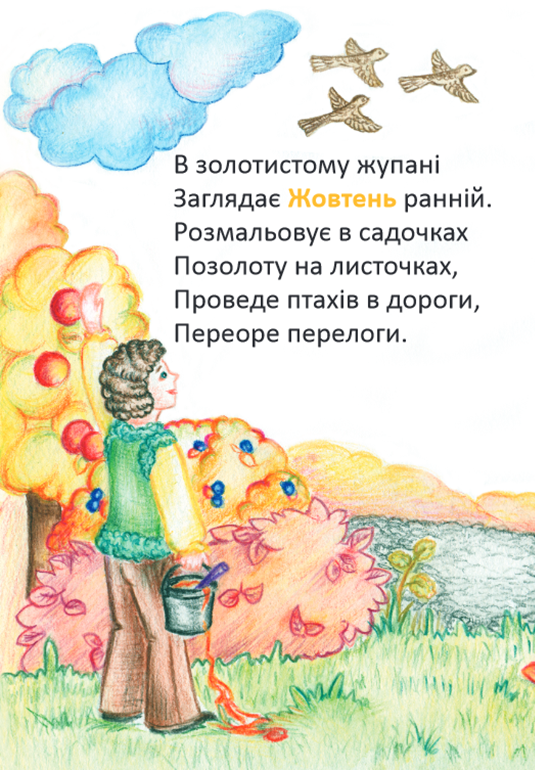 В золотистому жупані
Заглядає Жовтень ранній.
Розмальовує в садочках
Позолоту на листочках,
Проведе птахів в дороги,
Переоре перелоги.